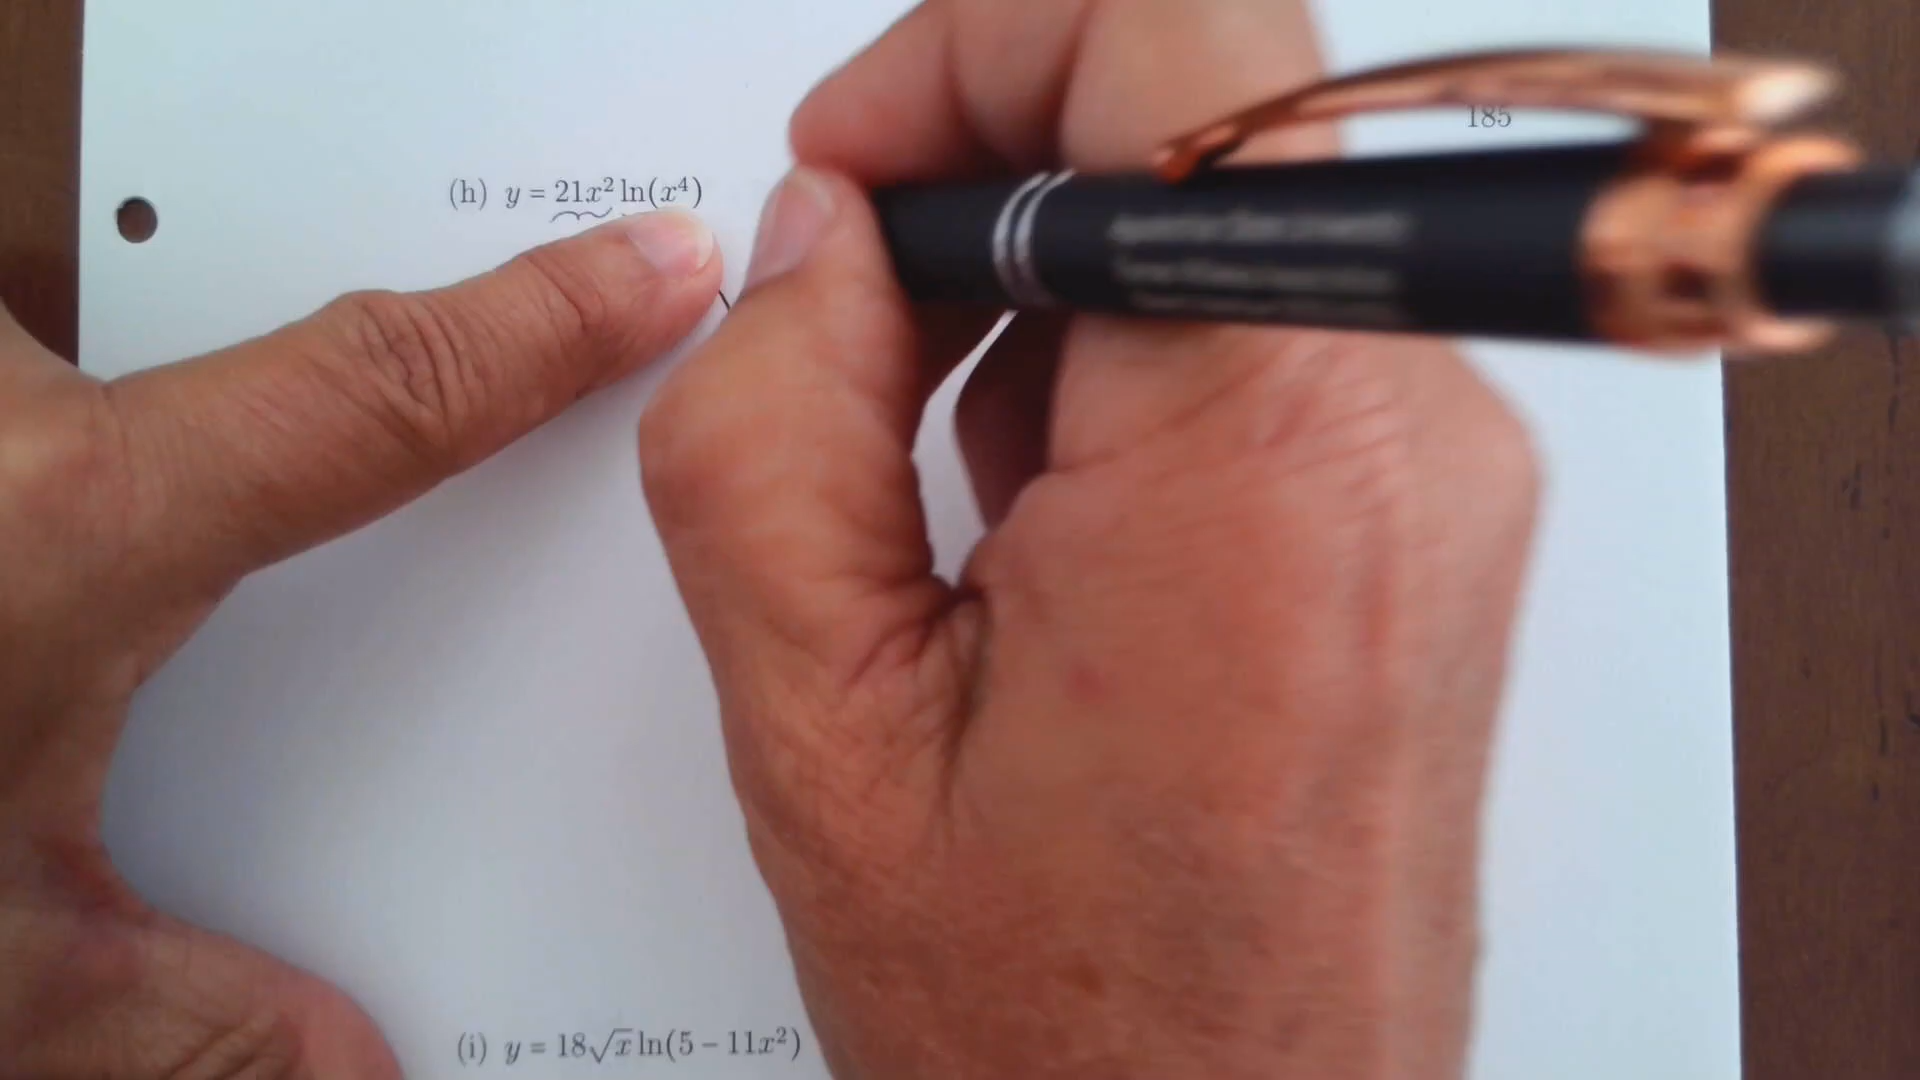 185
(h) y = 21x² ln(x⁴)
(i) y = 18√x ln(5 − 11x²)